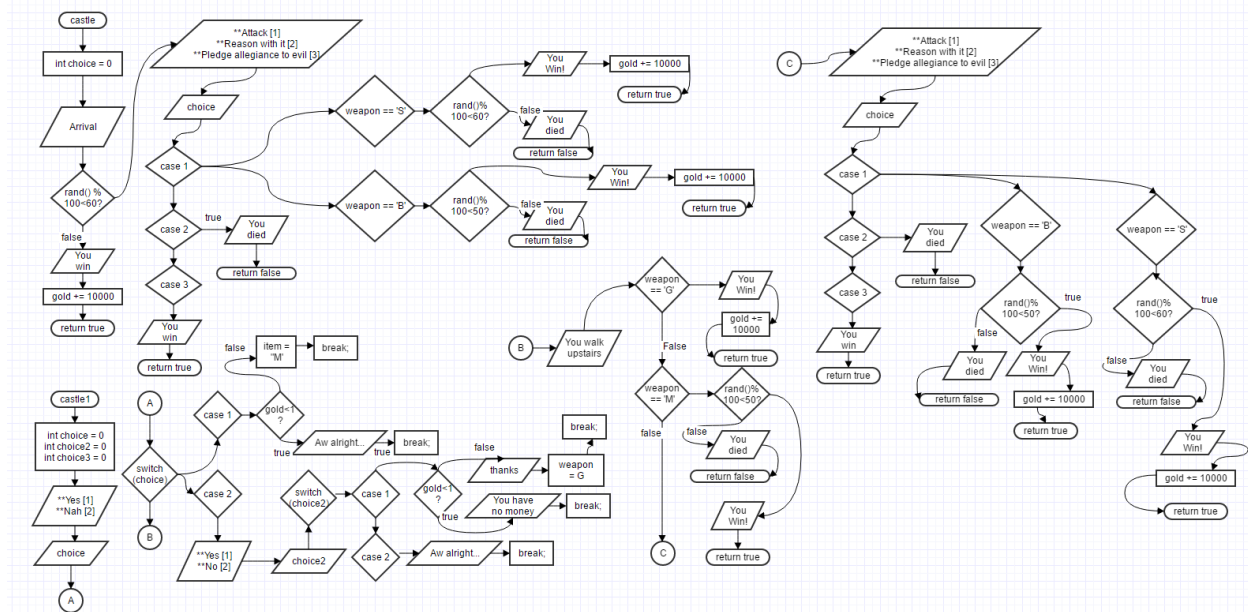 castle
int choice = 0
Arrival
rand() %
100<60?
false
You
win
gold += 10000
return true
**Attack [1]
**Reason with it [2]
**Pledge allegiance to evil [3]
choice
case 1
case 2
true
You
died
return false
case 3
You
win
return true
weapon == 'S'
rand()%
100<60?
You
Win!
gold += 10000
return true
false
You
died
return false
weapon == 'B'
rand()%
100<50?
You
Win!
gold += 10000
return true
false
You
died
return false
castle1
int choice = 0
int choice2 = 0
int choice3 = 0
**Yes [1]
**Nah [2]
choice
A
A
switch
(choice)
B
case 1
gold<1
?
false
item =
"M"
break;
true
Aw alright...
true
break;
case 2
**Yes [1]
**No [2]
choice2
switch
(choice2)
case 1
gold<1
?
false
thanks
weapon
= G
break;
true
You have
no money
break;
case 2
Aw alright...
break;
B
You walk
upstairs
weapon
== 'G'
You
Win!
gold +=
10000
return true
False
weapon
== 'M'
rand()%
100<50?
false
false
You
died
return false
You
Win!
return true
C
C
**Attack [1]
**Reason with it [2]
**Pledge allegiance to evil [3]
choice
case 1
case 2
You
died
return false
case 3
You
win
return true
weapon == 'B'
rand()%
100<50?
true
false
You
died
return false
You
Win!
gold += 10000
return true
weapon == 'S'
rand()%
100<60?
true
false
You
died
return false
You
Win!
gold += 10000
return true